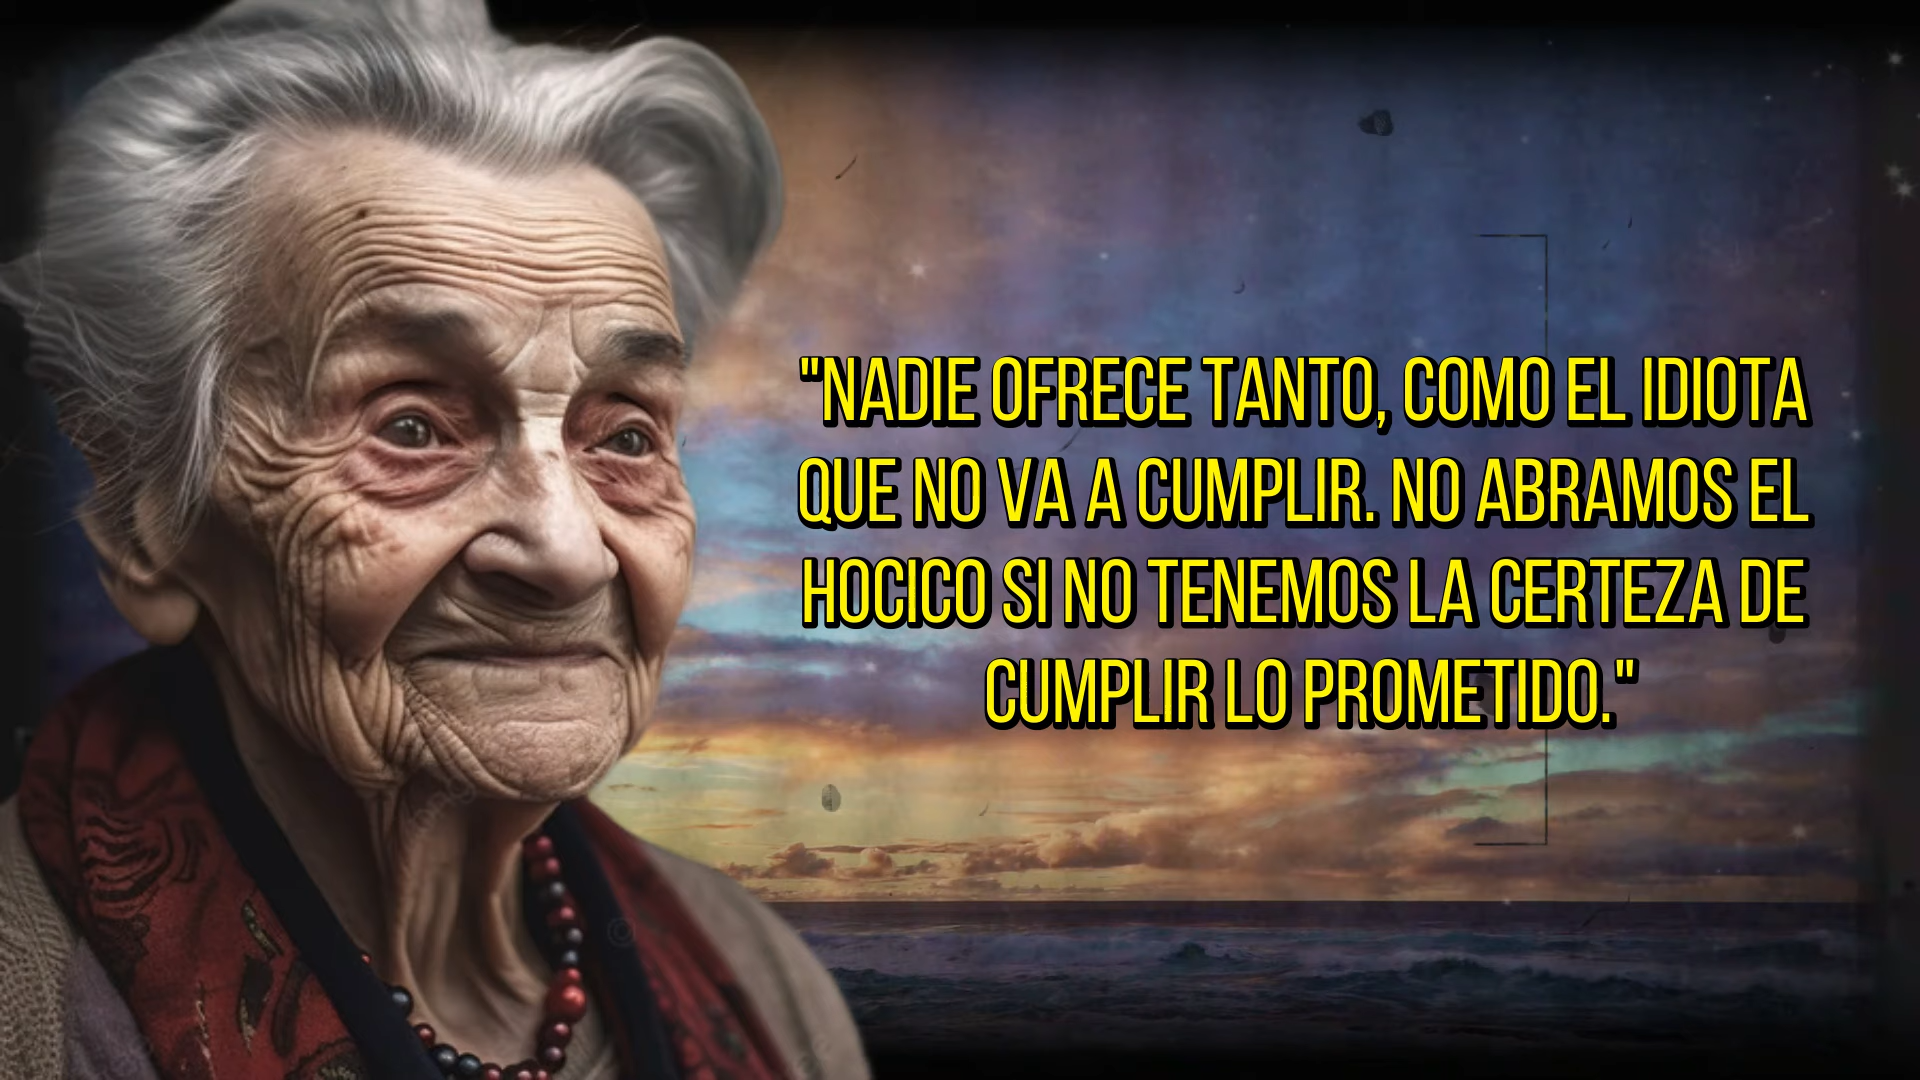 "NADIE OFRECE TANTO, COMO EL IDIOTA
QUE NO VA A CUMPLIR. NO ABRAMOS EL
HOCICO SI NO TENEMOS LA CERTEZA DE
CUMPLIR LO PROMETIDO."